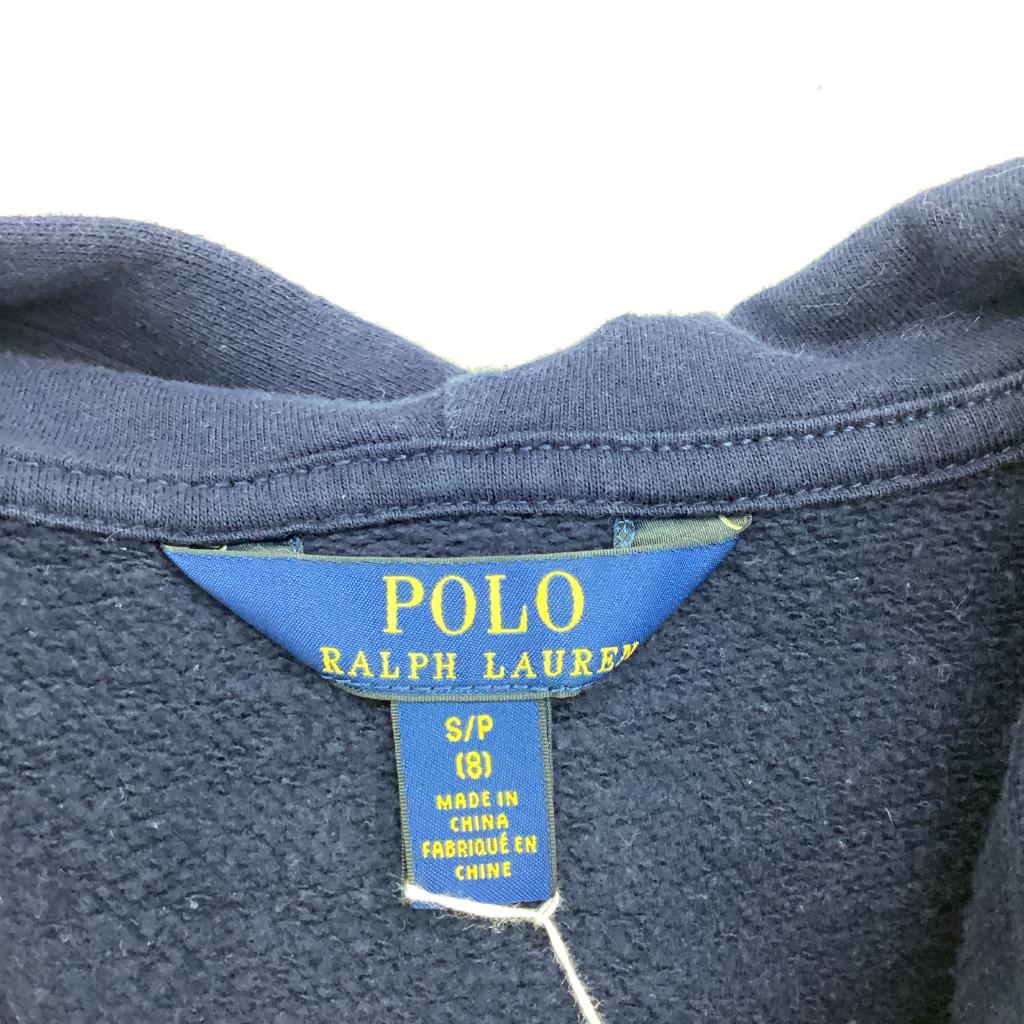 POLO
RALPH LAUREN
S/P
(8)
MADE IN
CHINA
FABRIQUÉ EN
CHINE